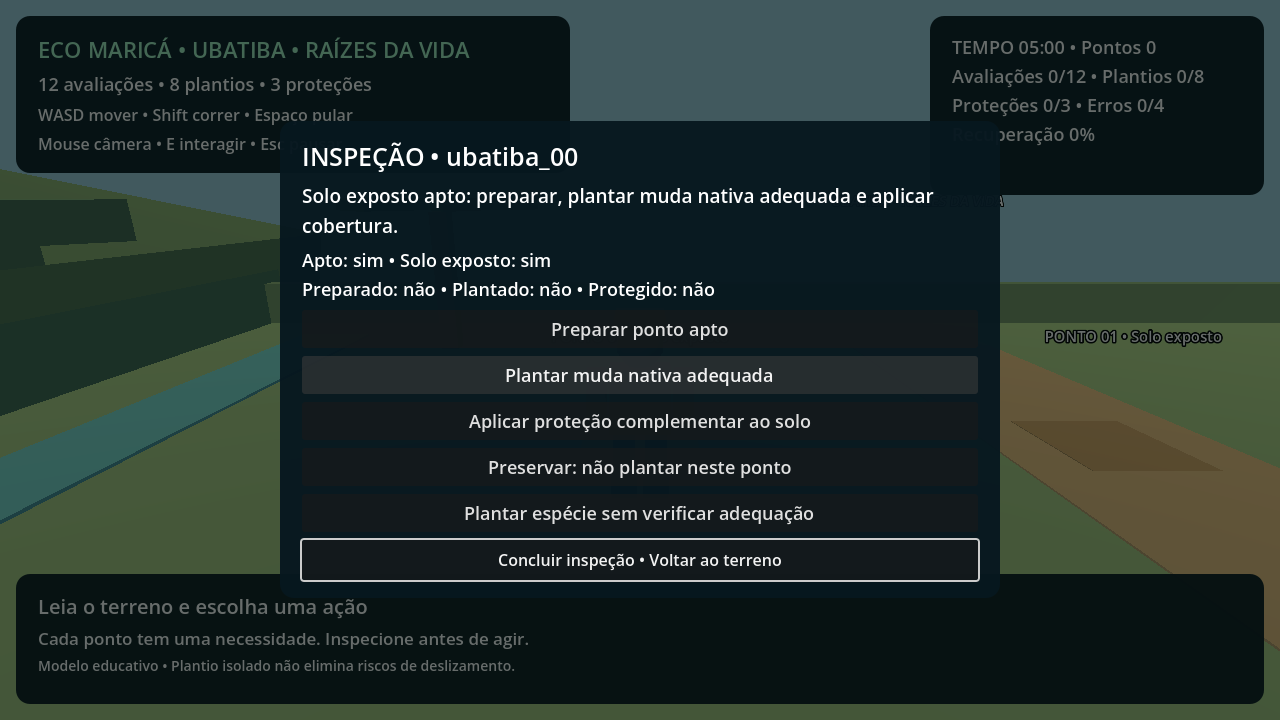 ECO MARICÁ • UBATIBA • RAÍZES DA VIDA
12 avaliações • 8 plantios • 3 proteções
WASD mover • Shift correr • Espaço pular
Mouse câmera • E interagir •
TEMPO 05:00 • Pontos 0
Avaliações 0/12 • Plantios 0/8
Proteções 0/3 • Erros 0/4
Recuperação 0%
INSPEÇÃO • ubatiba_00
Solo exposto apto: preparar, plantar muda nativa adequada e aplicar
cobertura.
Apto: sim • Solo exposto: sim
Preparado: não • Plantado: não • Protegido: não
Preparar ponto apto
Plantar muda nativa adequada
Aplicar proteção complementar ao solo
Preservar: não plantar neste ponto
Plantar espécie sem verificar adequação
Concluir inspeção • Voltar ao terreno
PONTO 01 • Solo exposto
Leia o terreno e escolha uma ação
Cada ponto tem uma necessidade. Inspecione antes de agir.
Modelo educativo • Plantio isolado não elimina riscos de deslizamento.